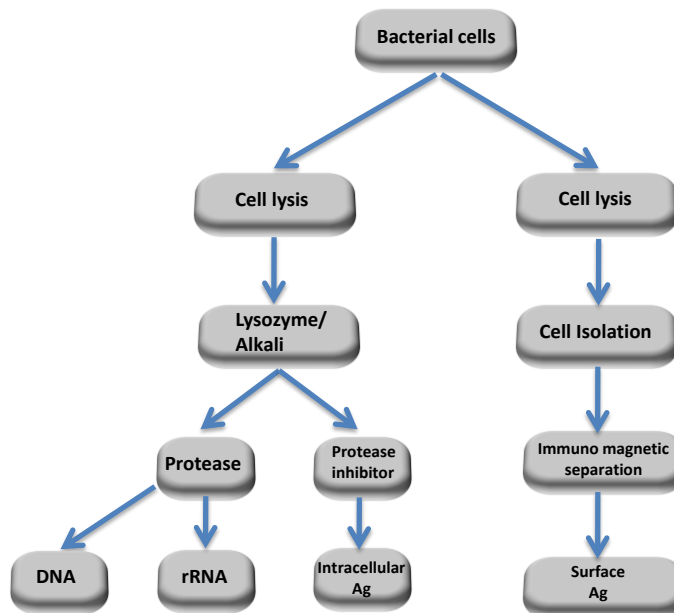 Bacterial cells
Cell lysis
Cell lysis
Lysozyme/
Alkali
Cell Isolation
Protease
Protease
inhibitor
Immuno magnetic
separation
DNA
rRNA
Intracellular
Ag
Surface
Ag